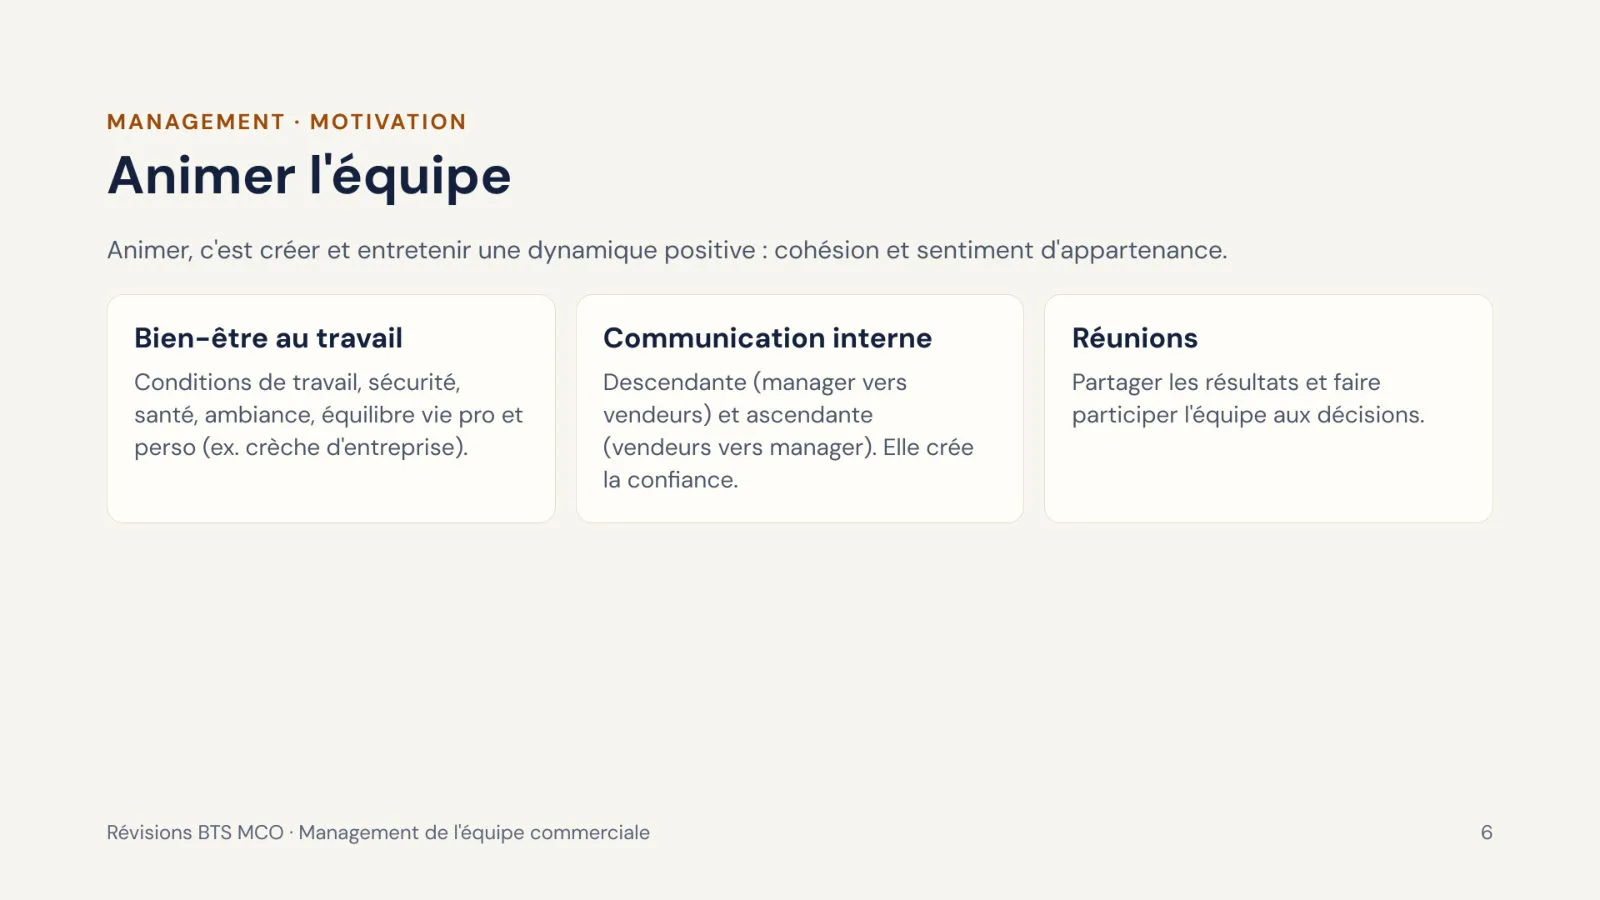 MANAGEMENT · MOTIVATION
Animer l'équipe
Animer, c'est créer et entretenir une dynamique positive : cohésion et sentiment d'appartenance.
Bien-être au travail
Conditions de travail, sécurité,
santé, ambiance, équilibre vie pro et
perso (ex. crèche d'entreprise).
Communication interne
Descendante (manager vers
vendeurs) et ascendante
(vendeurs vers manager). Elle crée
la confiance.
Réunions
Partager les résultats et faire
participer l'équipe aux décisions.
Révisions BTS MCO · Management de l'équipe commerciale
6